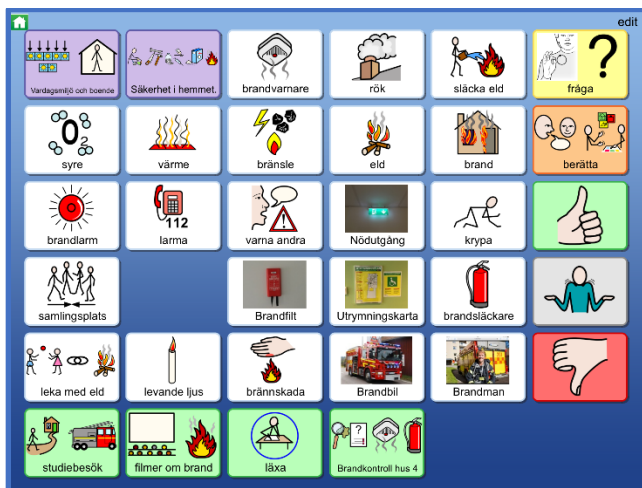 edit
Vardagsmiljö och boende
Säkerhet i hemmet.
brandvarnare
rök
släcka eld
?
fråga
O2
syre
värme
bränsle
eld
brand
berätta
brandlarm
112
larma
varna andra
Nödutgång
krypa
samlingsplats
Brandfilt
Utrymningskarta
brandsläckare
leka med eld
levande ljus
brännskada
Brandbil
Brandman
studiebesök
filmer om brand
läxa
?
Brandkontroll hus 4